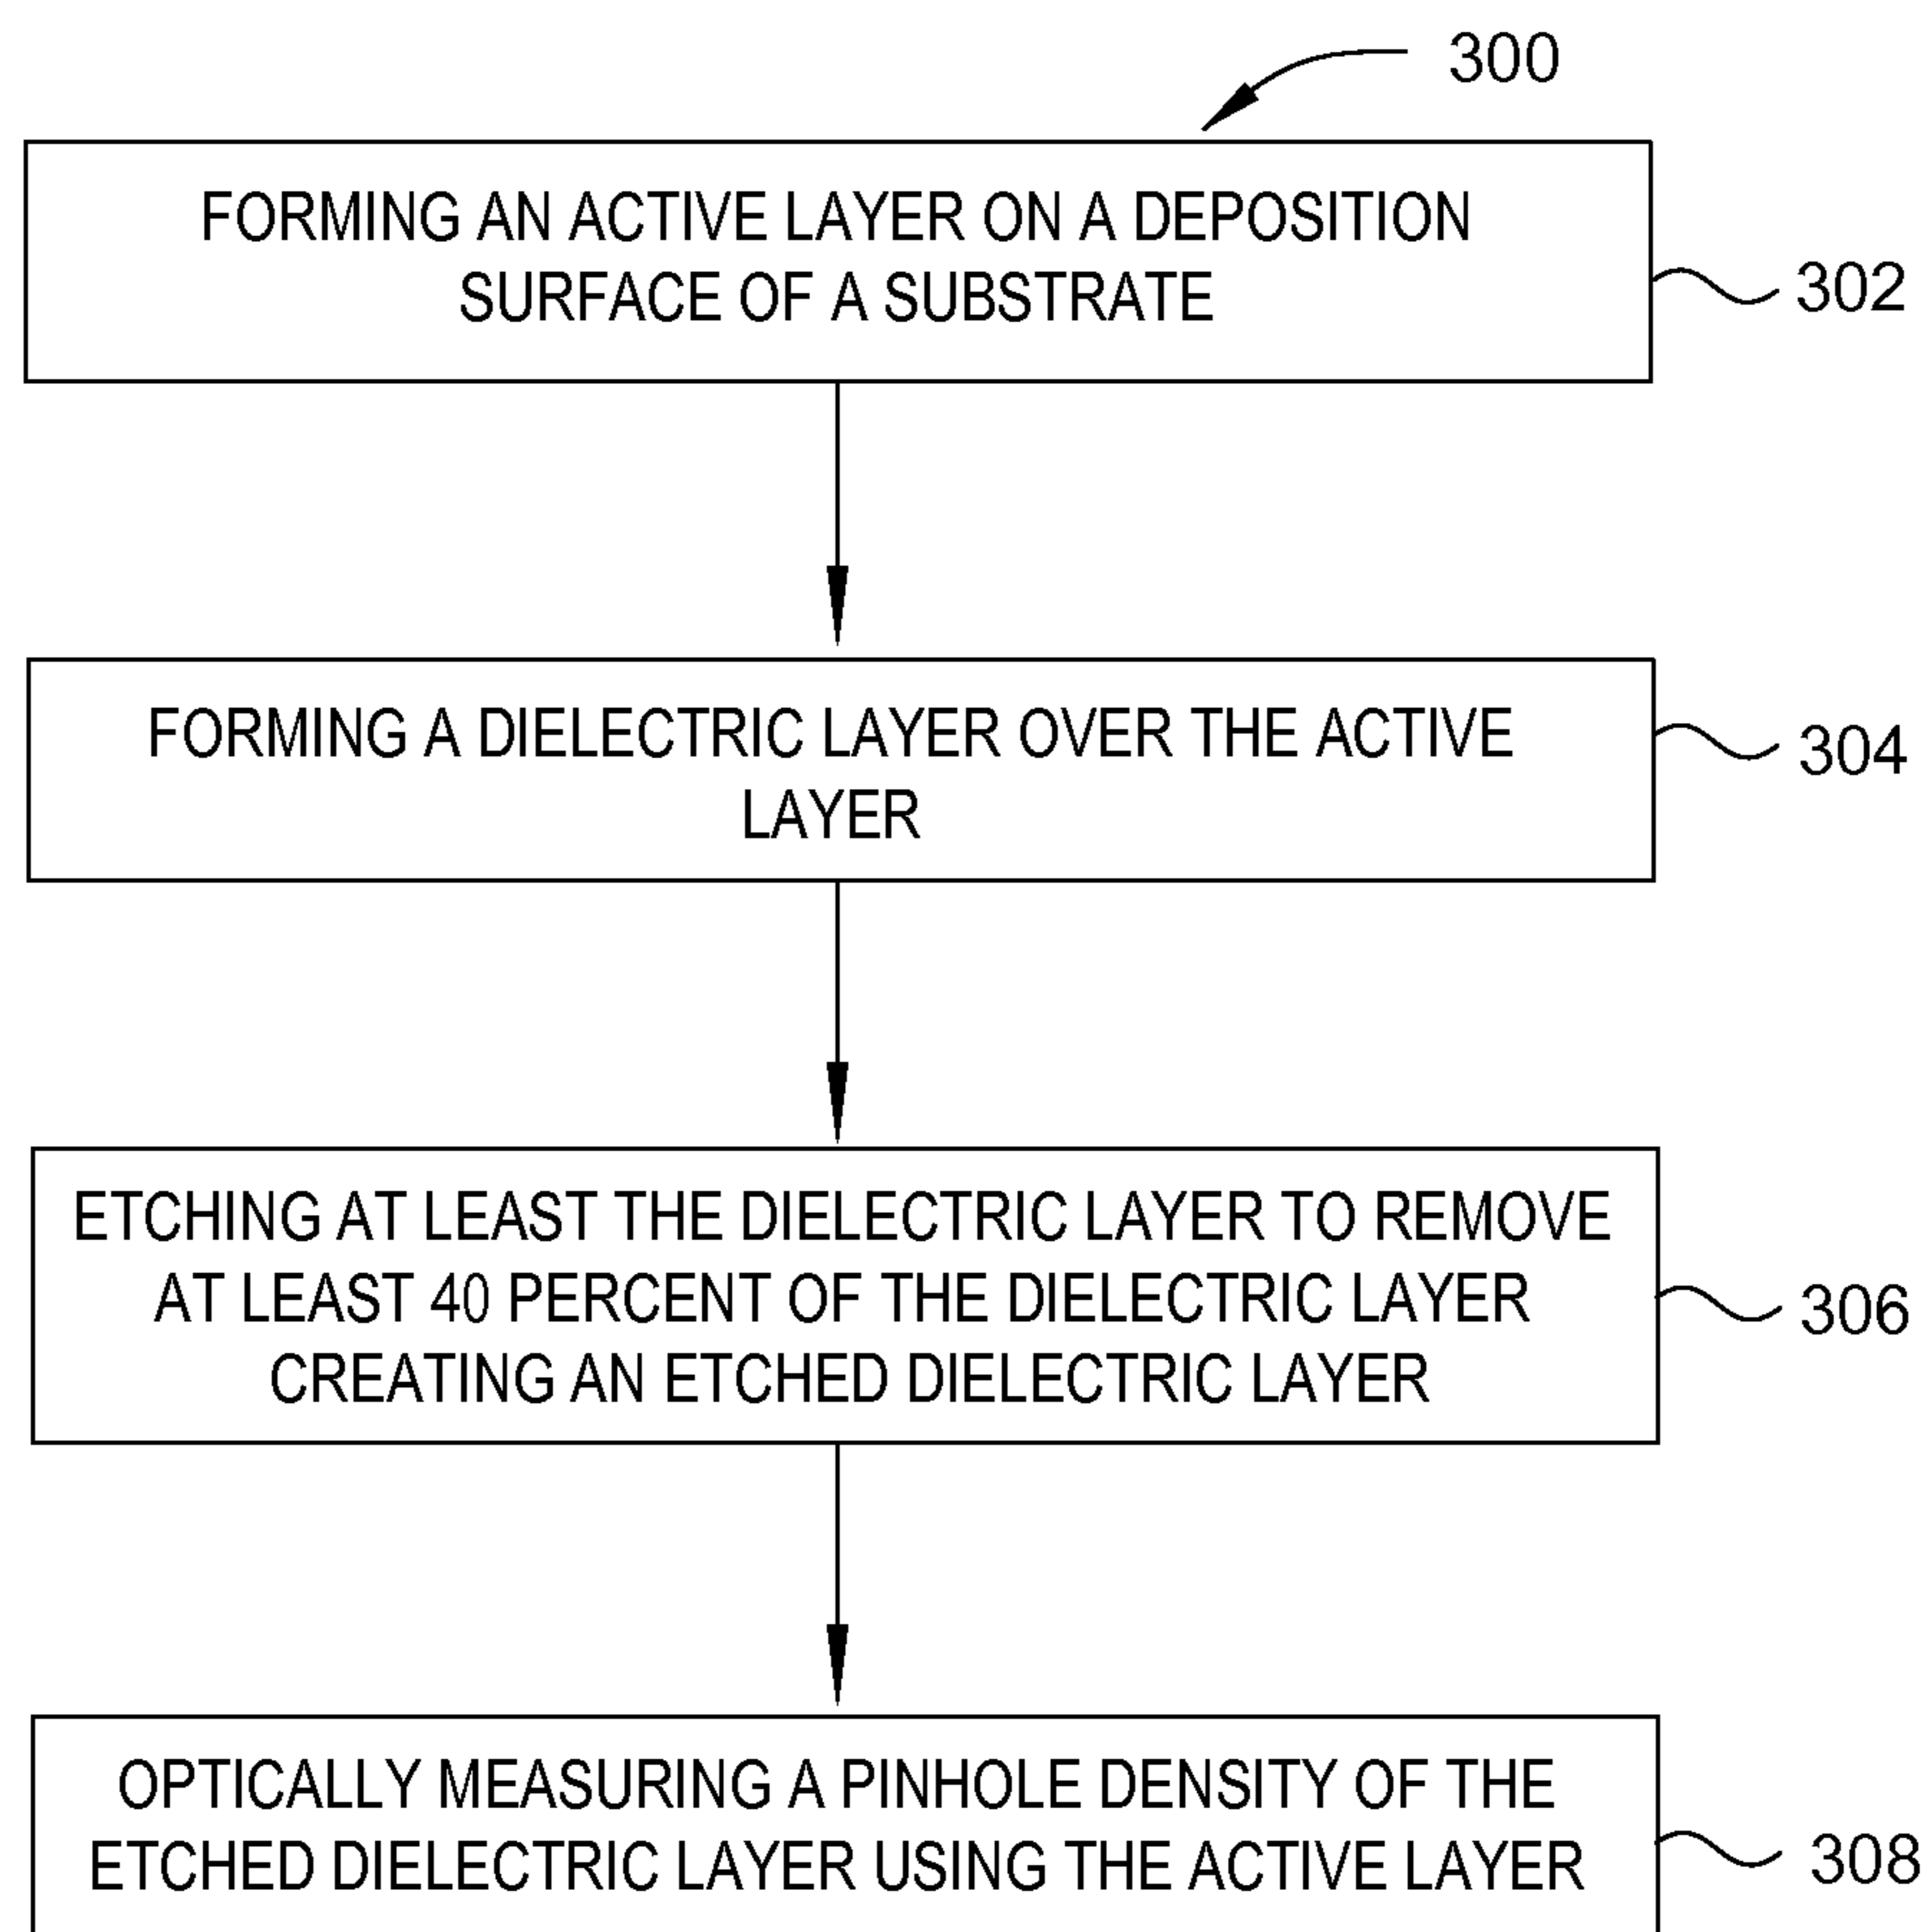 300
FORMING AN ACTIVE LAYER ON A DEPOSITION
SURFACE OF A SUBSTRATE
302
FORMING A DIELECTRIC LAYER OVER THE ACTIVE
LAYER
304
ETCHING AT LEAST THE DIELECTRIC LAYER TO REMOVE
AT LEAST 40 PERCENT OF THE DIELECTRIC LAYER
CREATING AN ETCHED DIELECTRIC LAYER
306
OPTICALLY MEASURING A PINHOLE DENSITY OF THE
ETCHED DIELECTRIC LAYER USING THE ACTIVE LAYER
308